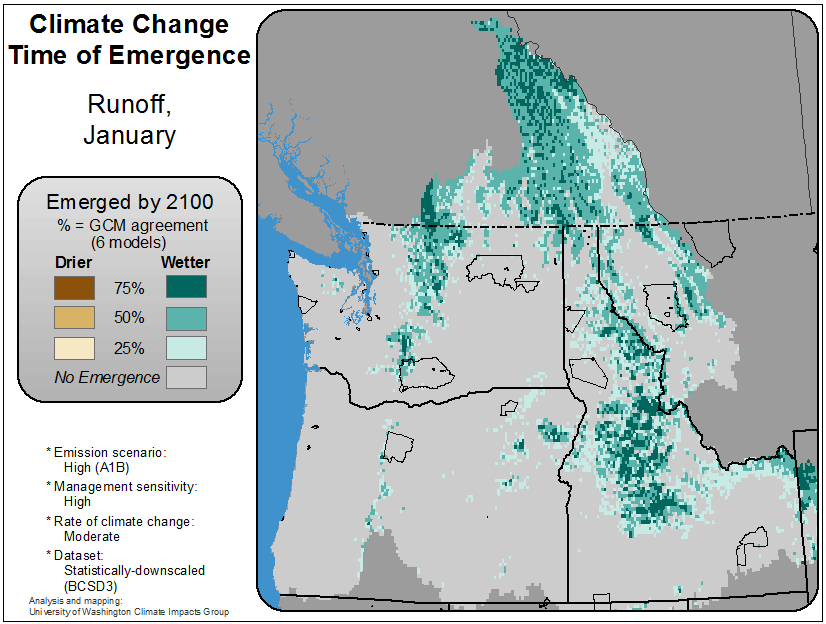 Climate Change
Time of Emergence
Runoff,
January
Emerged by 2100
% = GCM agreement
(6 models)
Drier Wetter
75%
50%
25%
No Emergence
* Emission scenario:
High (A1B)
* Management sensitivity:
High
* Rate of climate change:
Moderate
* Dataset:
Statistically-downscaled
(BCSD3)
Analysis and mapping:
University of Washington Climate Impacts Group